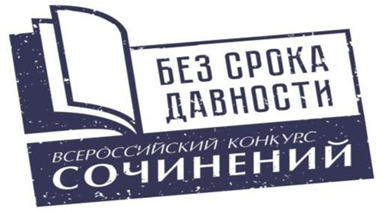 БЕЗ СРОКА
ДАВНОСТИ
ВСЕРОССИЙСКИЙ КОНКУРС
СОЧИНЕНИЙ